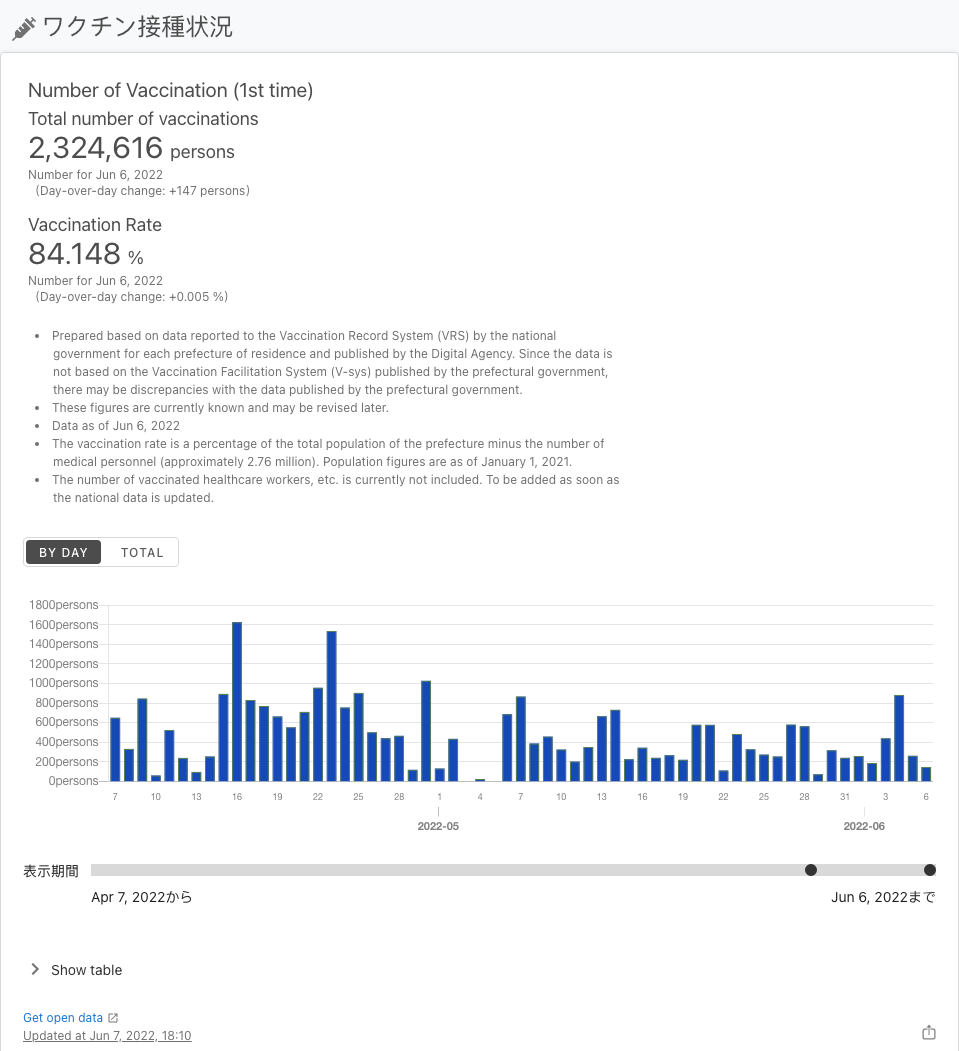 ワクチン接種状況
Number of Vaccination (1st time)
Total number of vaccinations
2,324,616 persons
Number for Jun 6, 2022
(Day-over-day change: +147 persons)
Vaccination Rate
84.148 %
Number for Jun 6, 2022
(Day-over-day change: +0.005 %)
• Prepared based on data reported to the Vaccination Record System (VRS) by the national
government for each prefecture of residence and published by the Digital Agency. Since the data is
not based on the Vaccination Facilitation System (V-sys) published by the prefectural government,
there may be discrepancies with the data published by the prefectural government.
• These figures are currently known and may be revised later.
• Data as of Jun 6, 2022
• The vaccination rate is a percentage of the total population of the prefecture minus the number of
medical personnel (approximately 2.76 million). Population figures are as of January 1, 2021.
• The number of vaccinated healthcare workers, etc. is currently not included. To be added as soon as
the national data is updated.
BY DAY TOTAL
1800persons
1600persons
1400persons
1200persons
1000persons
800persons
600persons
400persons
200persons
0persons
7 10 13 16 19 22 25 28 1 4 7 10 13 16 19 22 25 28 31 3 6
2022-05 2022-06
表示期間
Apr 7, 2022から Jun 6, 2022まで
Show table
Get open data
Updated at Jun 7, 2022, 18:10